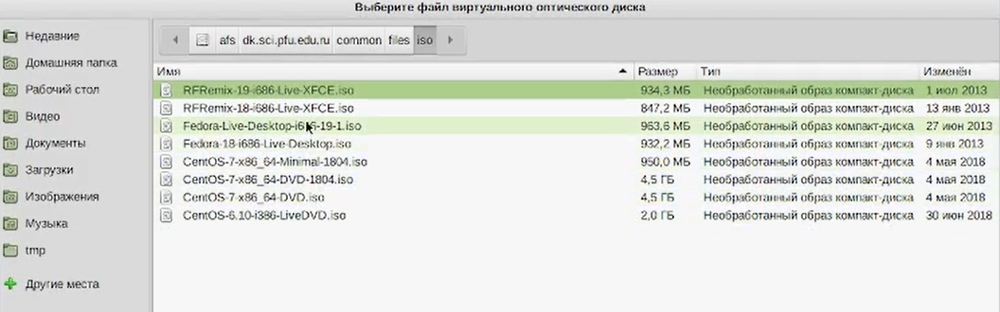 Выберите файл виртуального оптического диска
afs dk.sci.pfu.edu.ru common files iso
Недавние
Домашняя папка
Рабочий стол
Видео
Документы
Загрузки
Изображения
Музыка
tmp
Другие места
Имя Размер Тип Изменён
RFRemix-19-i686-Live-XFCE.iso 934,3 МБ Необработанный образ компакт-диска 1 июл 2013
RFRemix-18-i686-Live-XFCE.iso 847,2 МБ Необработанный образ компакт-диска 13 янв 2013
Fedora-Live-Desktop-i686-19-1.iso 963,6 МБ Необработанный образ компакт-диска 27 июн 2013
Fedora-18-i686-Live-Desktop.iso 932,2 МБ Необработанный образ компакт-диска 9 янв 2013
CentOS-7-x86_64-Minimal-1804.iso 950,0 МБ Необработанный образ компакт-диска 4 мая 2018
CentOS-7-x86_64-DVD-1804.iso 4,5 ГБ Необработанный образ компакт-диска 4 мая 2018
CentOS-7-x86_64-DVD.iso 4,5 ГБ Необработанный образ компакт-диска 4 мая 2018
CentOS-6.10-i386-LiveDVD.iso 2,0 ГБ Необработанный образ компакт-диска 30 июн 2018